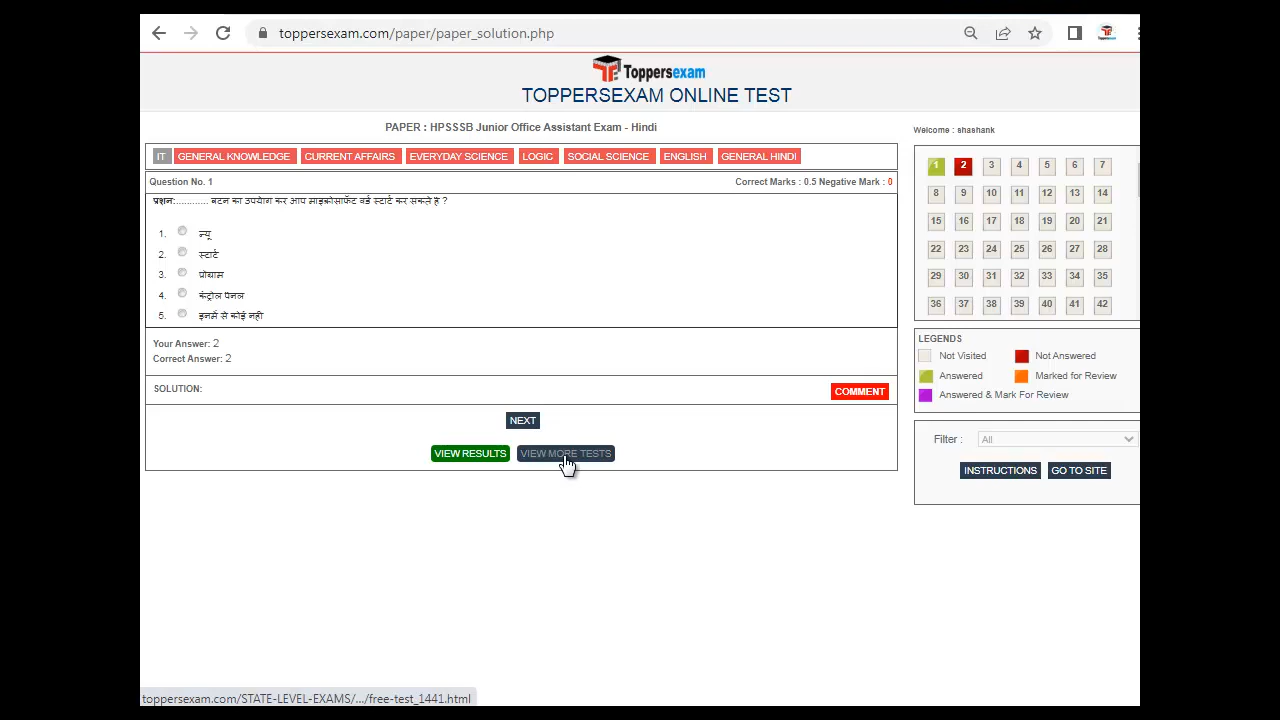 toppersexam.com/paper/paper_solution.php
Toppersexam
TOPPERSEXAM ONLINE TEST
PAPER : HPSSSB Junior Office Assistant Exam - Hindi
Welcome : shashank
IT GENERAL KNOWLEDGE CURRENT AFFAIRS EVERYDAY SCIENCE LOGIC SOCIAL SCIENCE ENGLISH GENERAL HINDI
Question No. 1 Correct Marks : 0.5 Negative Mark : 0
प्रशन:............ बटन का उपयेाग कर आप माइक्रोसाफॅट वर्ड स्टार्ट कर सकते है ?
1. न्यू
2. स्टार्ट
3. प्रोग्राम
4. कंट्रोल पैनल
5. इनमें से कोई नही
Your Answer: 2
Correct Answer: 2
SOLUTION:
COMMENT
NEXT
VIEW RESULTS VIEW MORE TESTS
1 2 3 4 5 6 7
8 9 10 11 12 13 14
15 16 17 18 19 20 21
22 23 24 25 26 27 28
29 30 31 32 33 34 35
36 37 38 39 40 41 42
LEGENDS
Not Visited Not Answered
Answered Marked for Review
Answered & Mark For Review
Filter : All
INSTRUCTIONS GO TO SITE
toppersexam.com/STATE-LEVEL-EXAMS/.../free-test_1441.html